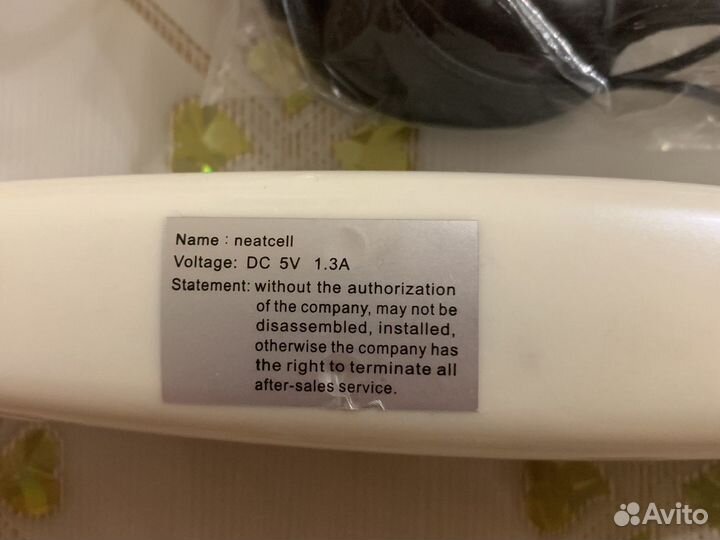 Name : neatcell
Voltage: DC 5V 1.3A
Statement: without the authorization
of the company, may not be
disassembled, installed,
otherwise the company has
the right to terminate all
after-sales service.
Avito